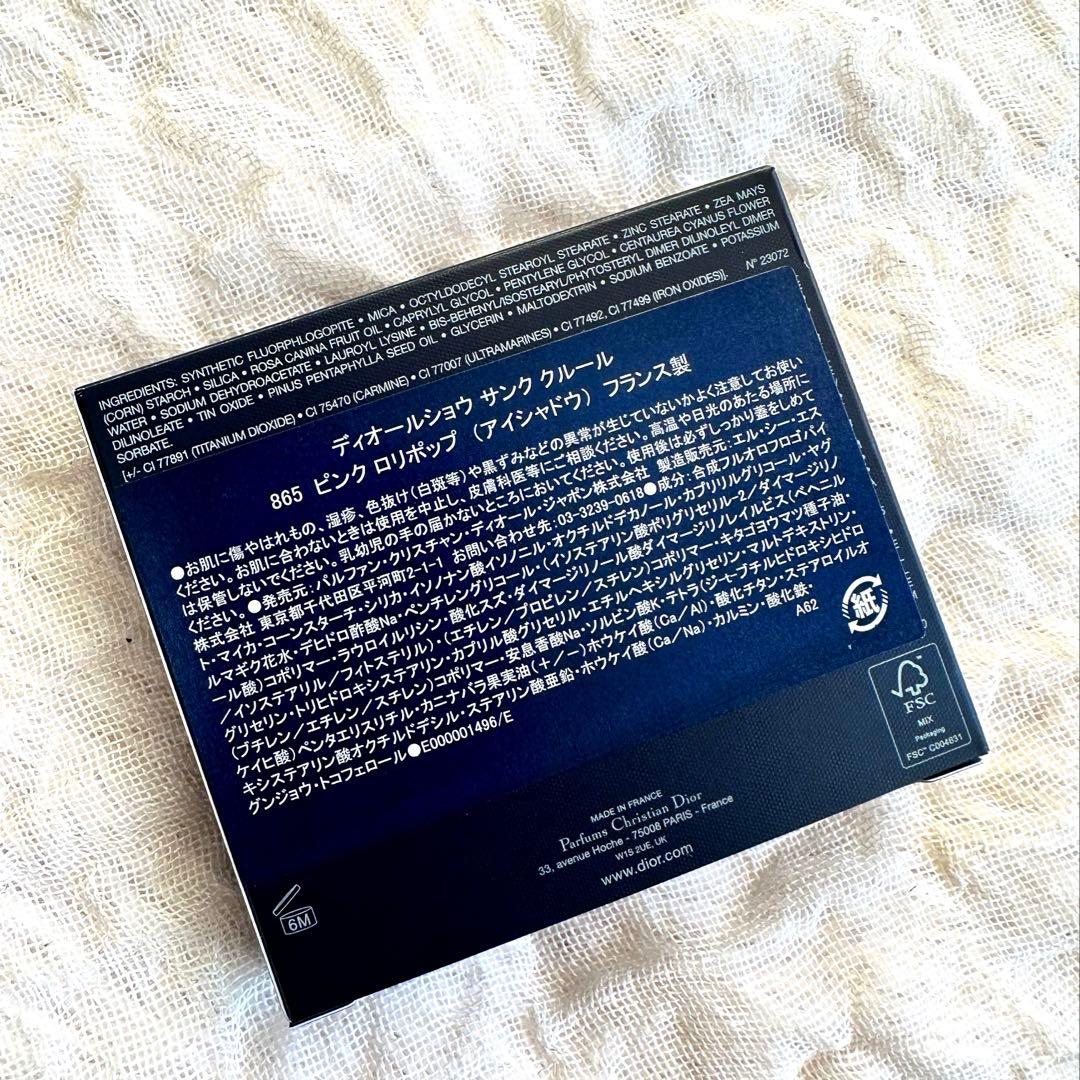 INGREDIENTS: SYNTHETIC FLUORPHLOGOPITE • MICA • OCTYLDODECYL STEAROYL STEARATE • ZINC STEARATE • ZEA MAYS
(CORN) STARCH • SILICA • ROSA CANINA FRUIT OIL • CAPRYLYL GLYCOL • PENTYLENE GLYCOL • CENTAUREA CYANUS FLOWER
WATER • SODIUM DEHYDROACETATE • LAUROYL LYSINE • BIS-BEHENYL/ISOSTEARYL/PHYTOSTERYL DIMER DILINOLEYL DIMER
DILINOLEATE • TIN OXIDE • PINUS PENTAPHYLLA SEED OIL • GLYCERIN • MALTODEXTRIN • SODIUM BENZOATE • POTASSIUM
SORBATE.
[+/- CI 77891 (TITANIUM DIOXIDE) • CI 75470 (CARMINE) • CI 77007 (ULTRAMARINES) • CI 77492, CI 77499 (IRON OXIDES)]. N° 23072
ディオールショウ サンク クルール
865 ピンク ロリポップ (アイシャドウ) フランス製
●お肌に傷やはれもの、湿疹、色抜け(白斑等)や黒ずみなどの異常が生じていないかよく注意してお使い
ください。お肌に合わないときは使用を中止し、皮膚科医等にご相談ください。高温や日光のあたる場所に
は保管しないでください。乳幼児の手の届かないところにおいてください。使用後は必ずしっかり蓋をしめて
ください。●発売元:パルファン・クリスチャン・ディオール・ジャポン株式会社 製造販売元:エル・シー・エス
株式会社 東京都千代田区平河町2-1-1 お問い合わせ先:03-3239-0618●成分:合成フルオロフロゴパイ
ト・マイカ・コーンスターチ・シリカ・イソノナン酸イソノニル・オクチルドデカノール・カプリリルグリコール・ヤグ
ルマギク花水・デヒドロ酢酸Na・ペンチレングリコール・(イソステアリン酸ポリグリセリル-2/ダイマージリノ
ール酸)コポリマー・ラウロイルリシン・酸化スズ・ダイマージリノール酸ダイマージリノレイルビス(ベヘニル
/イソステアリル/フィトステリル)・(エチレン/プロピレン/スチレン)コポリマー・キタゴヨウマツ種子油・
グリセリン・トリヒドロキシステアリン・カプリル酸グリセリル・エチルヘキシルグリセリン・マルトデキストリン・
(ブチレン/エチレン/スチレン)コポリマー・安息香酸Na・ソルビン酸K・テトラ(ジ-t-ブチルヒドロキシヒドロ
ケイヒ酸)ペンタエリスリチル・カニナバラ果実油(+/-)ホウケイ酸(Ca/Al)・酸化チタン・ステアロイルオ
キシステアリン酸オクチルドデシル・ステアリン酸亜鉛・ホウケイ酸(Ca/Na)・カルミン・酸化鉄・
グンジョウ・トコフェロール●E000001496/E A62
紙
FSC
MIX
Packaging
FSC™ C004631
MADE IN FRANCE
Parfums Christian Dior
33, avenue Hoche - 75008 PARIS - France
W1S 2UE, UK
www.dior.com
6M